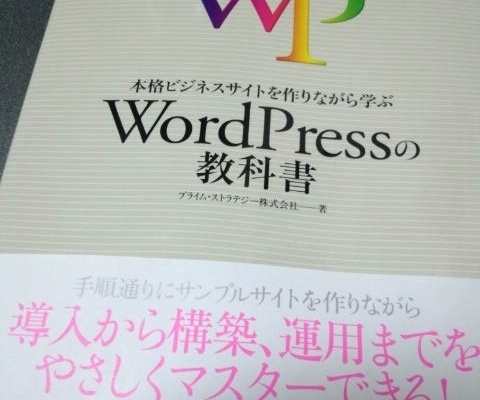 WP
本格ビジネスサイトを作りながら学ぶ
WordPressの
教科書
プライム・ストラテジー株式会社――著
手順通りにサンプルサイトを作りながら
導入から構築、運用までを
やさしくマスターできる!